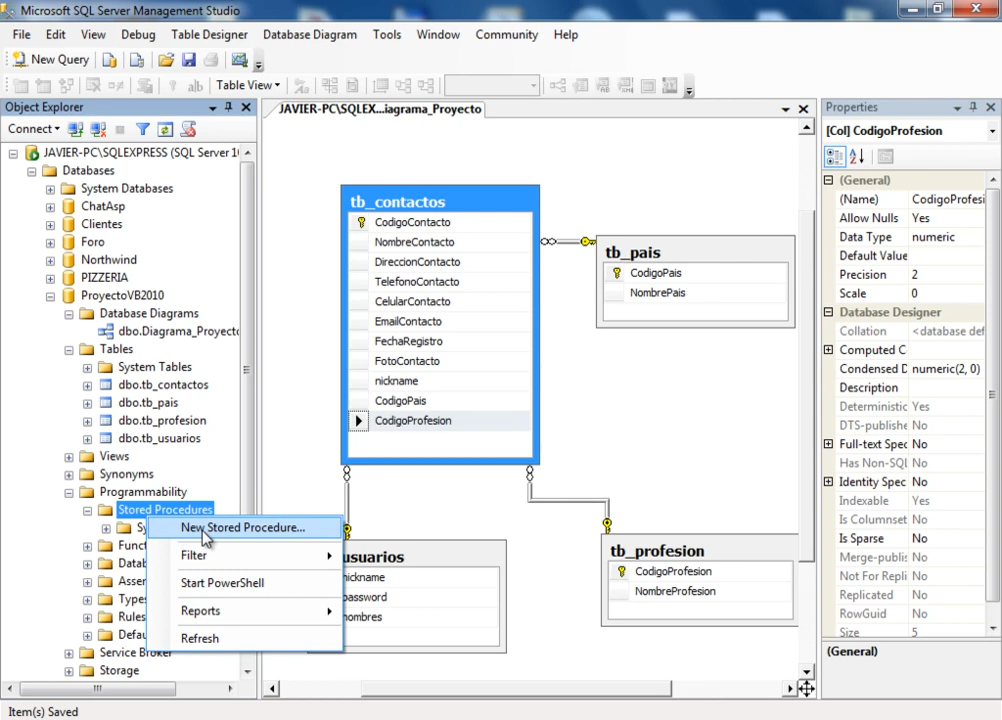 Microsoft SQL Server Management Studio
File Edit View Debug Table Designer Database Diagram Tools Window Community Help
New Query
Table View
Object Explorer
Connect
JAVIER-PC\SQLEXPRESS (SQL Server 1
Databases
System Databases
ChatAsp
Clientes
Foro
Northwind
PIZZERIA
ProyectoVB2010
Database Diagrams
dbo.Diagrama_Proyecto
Tables
System Tables
dbo.tb_contactos
dbo.tb_pais
dbo.tb_profesion
dbo.tb_usuarios
Views
Synonyms
Programmability
Stored Procedures
Sy
Funct
Datab
Assen
Types
Rules
Defau
Service Broker
Storage
New Stored Procedure...
Filter
Start PowerShell
Reports
Refresh
JAVIER-PC\SQLEX...iagrama_Proyecto
tb_contactos
CodigoContacto
NombreContacto
DireccionContacto
TelefonoContacto
CelularContacto
EmailContacto
FechaRegistro
FotoContacto
nickname
CodigoPais
CodigoProfesion
tb_pais
CodigoPais
NombrePais
usuarios
nickname
password
nombres
tb_profesion
CodigoProfesion
NombreProfesion
Properties
[Col] CodigoProfesion
(General)
(Name) CodigoProfesi
Allow Nulls Yes
Data Type numeric
Default Value
Precision 2
Scale 0
Database Designer
Collation <database def
Computed C
Condensed D numeric(2, 0)
Description
Deterministic Yes
DTS-publishe No
Full-text Spec No
Has Non-SQL No
Identity Spec No
Indexable Yes
Is Columnset No
Is Sparse No
Merge-publis No
Not For Repli No
Replicated No
RowGuid No
Size 5
(General)
Item(s) Saved